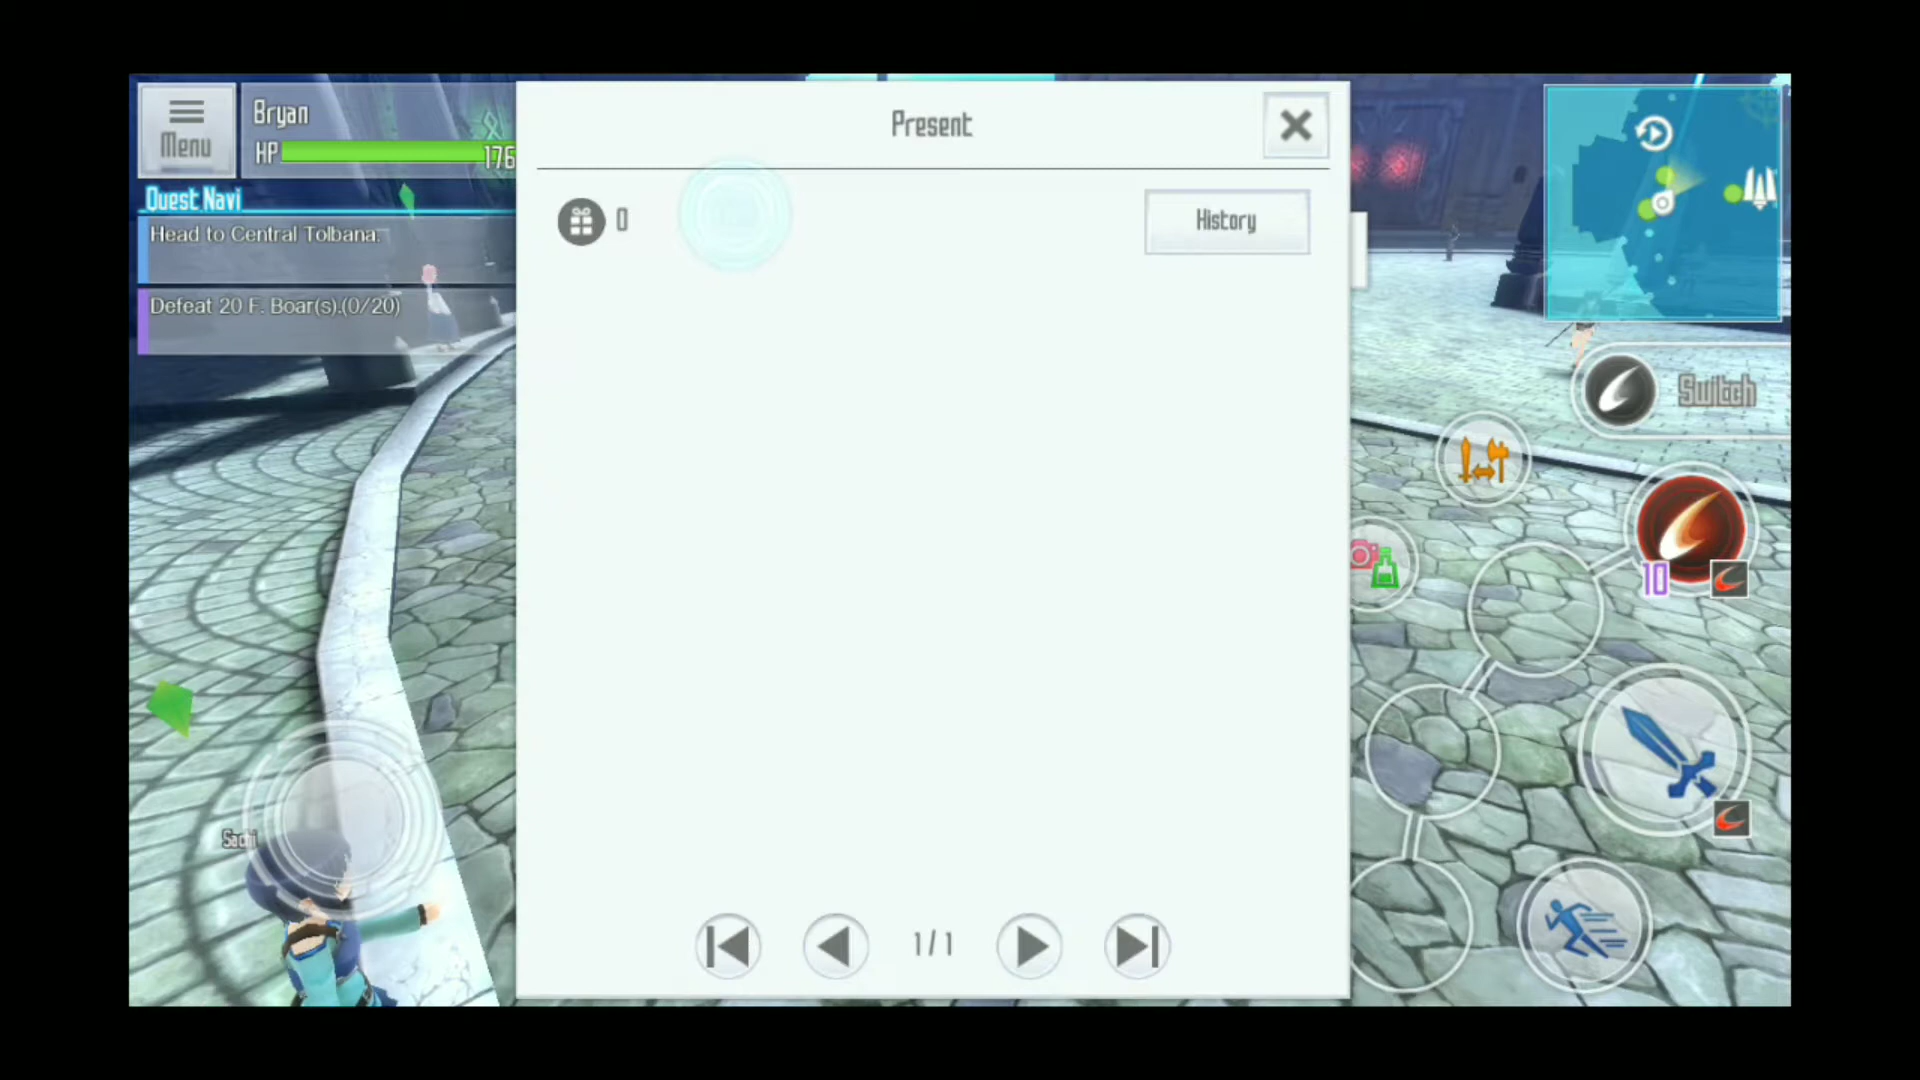 Menu
Bryan
HP
176
Quest Navi
Head to Central Tolbana.
Defeat 20 F. Boar(s).(0/20)
Present
0
History
Switch
10
Sachi
1/1